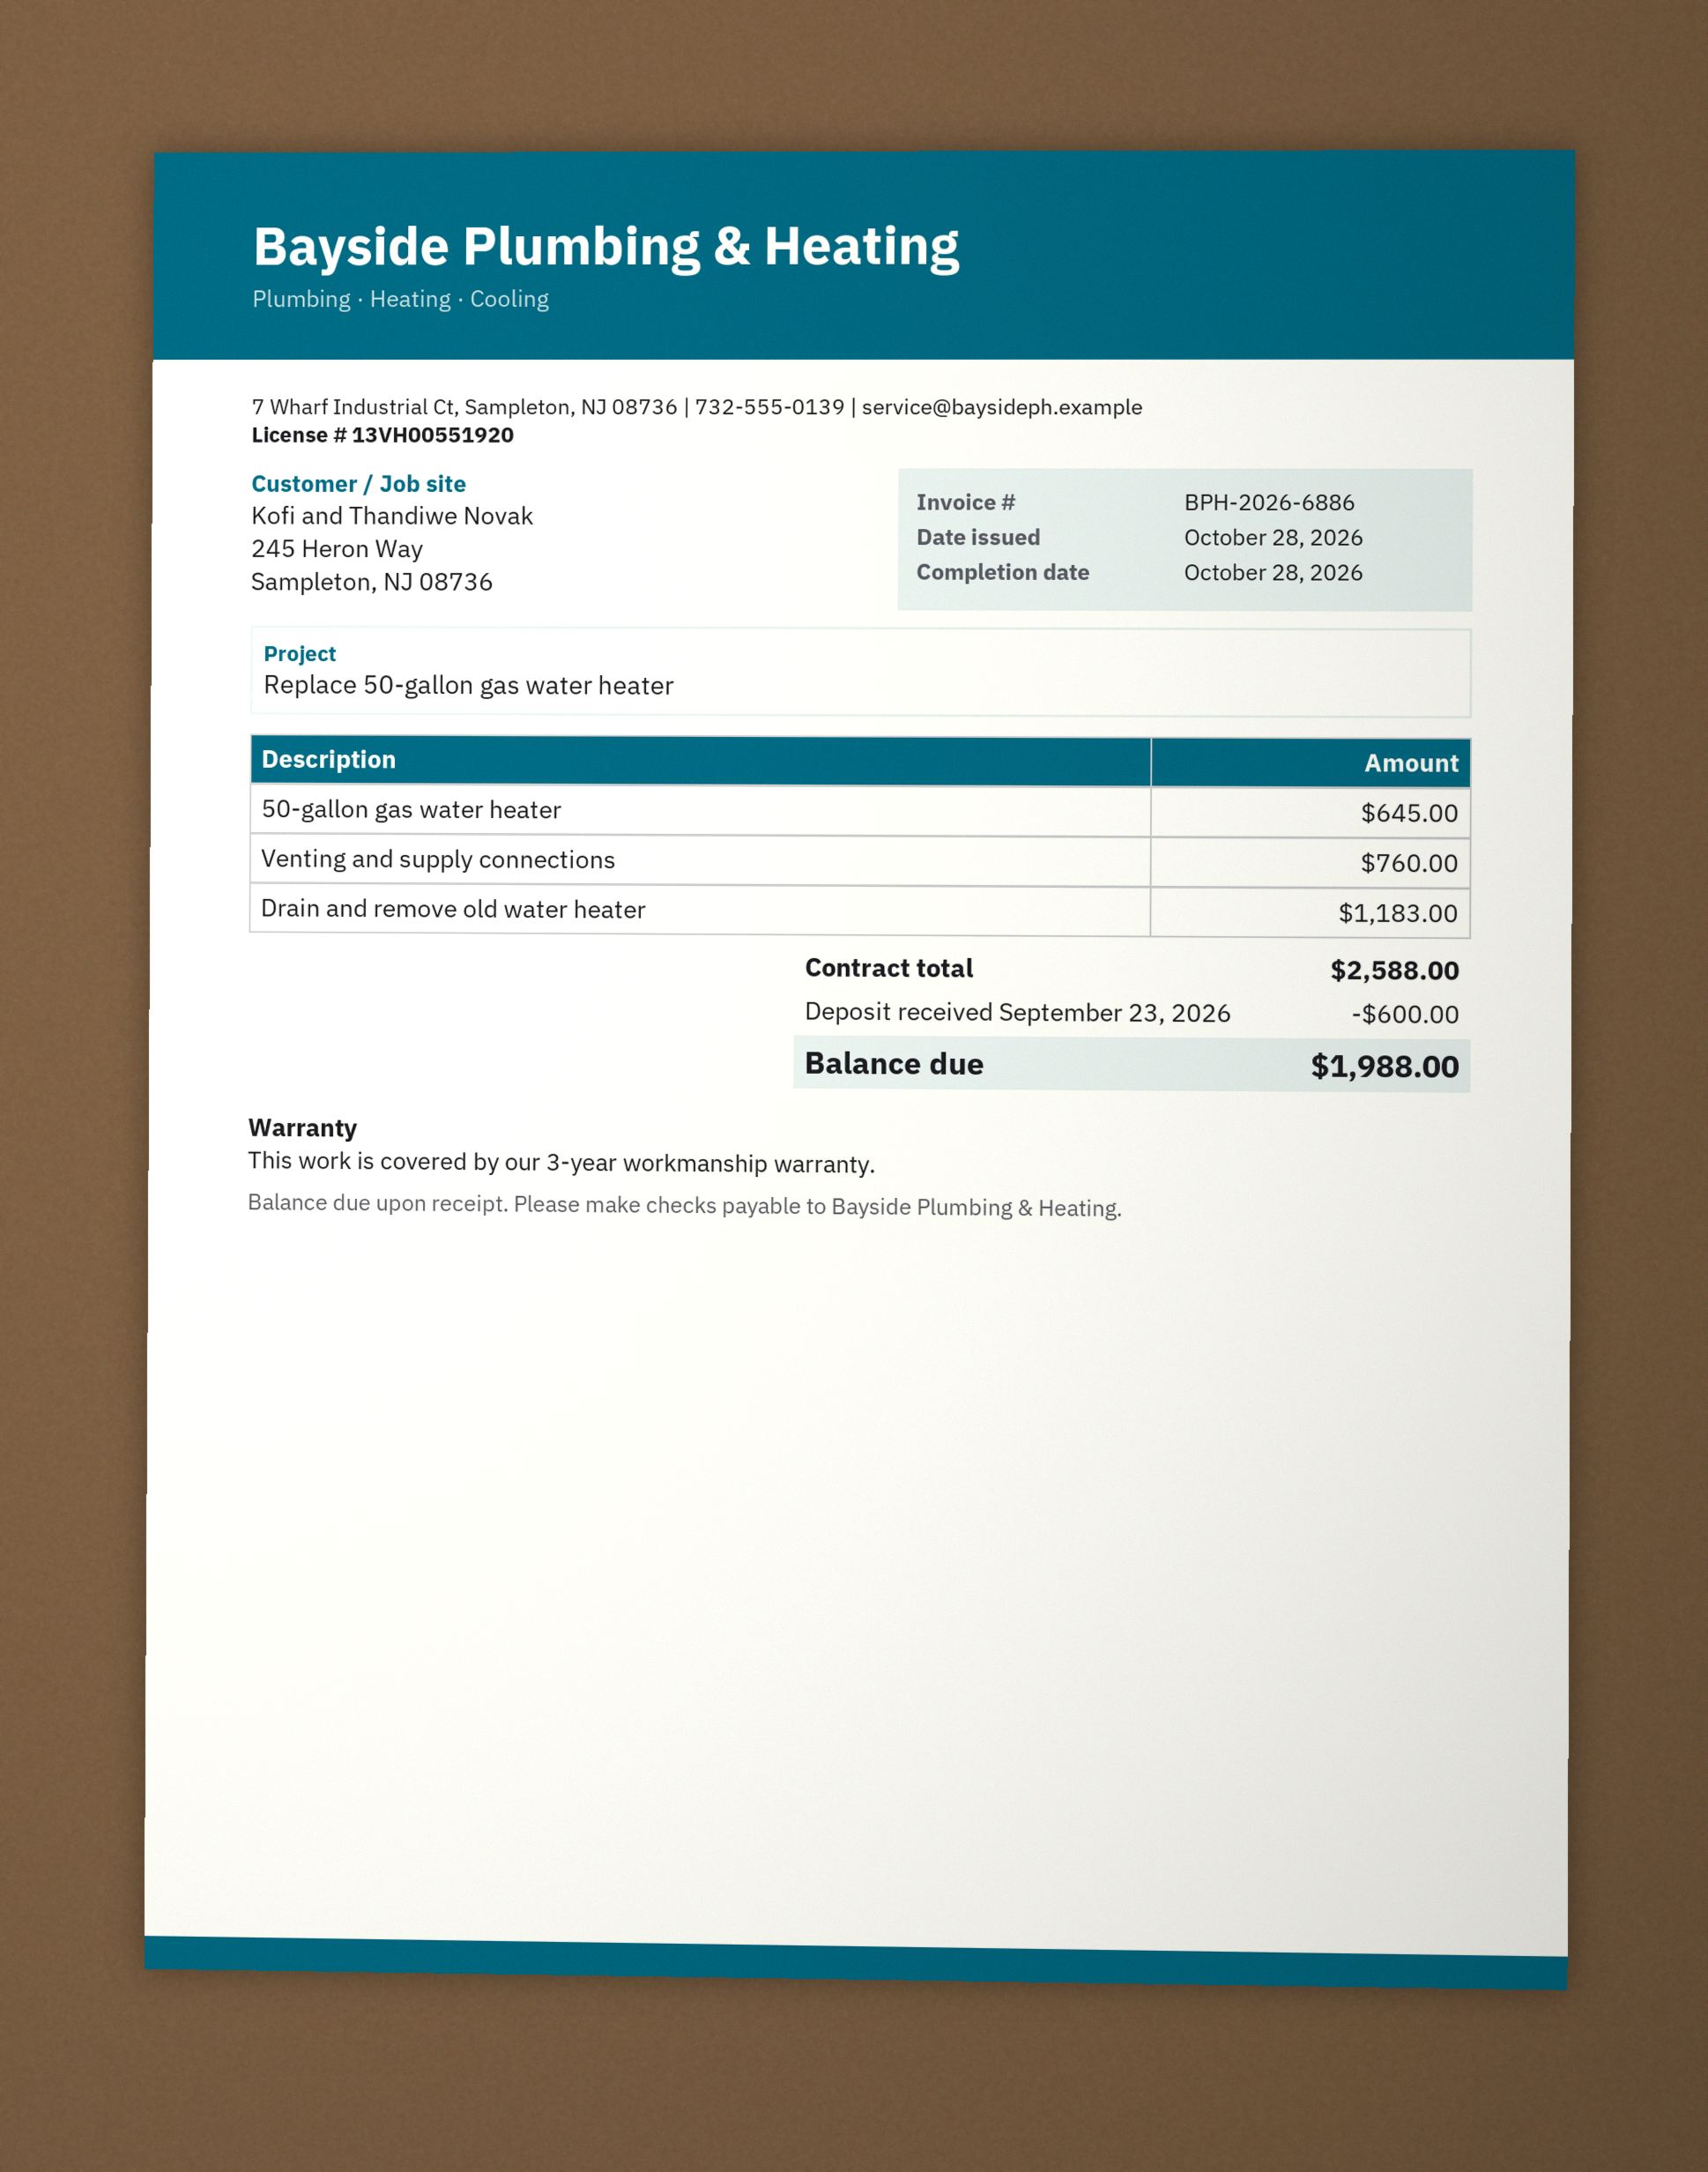 Bayside Plumbing & Heating
Plumbing · Heating · Cooling
7 Wharf Industrial Ct, Sampleton, NJ 08736 | 732-555-0139 | service@baysideph.example
License # 13VH00551920
Customer / Job site
Kofi and Thandiwe Novak
245 Heron Way
Sampleton, NJ 08736
Invoice # BPH-2026-6886
Date issued October 28, 2026
Completion date October 28, 2026
Project
Replace 50-gallon gas water heater
Description Amount
50-gallon gas water heater $645.00
Venting and supply connections $760.00
Drain and remove old water heater $1,183.00
Contract total $2,588.00
Deposit received September 23, 2026 -$600.00
Balance due $1,988.00
Warranty
This work is covered by our 3-year workmanship warranty.
Balance due upon receipt. Please make checks payable to Bayside Plumbing & Heating.